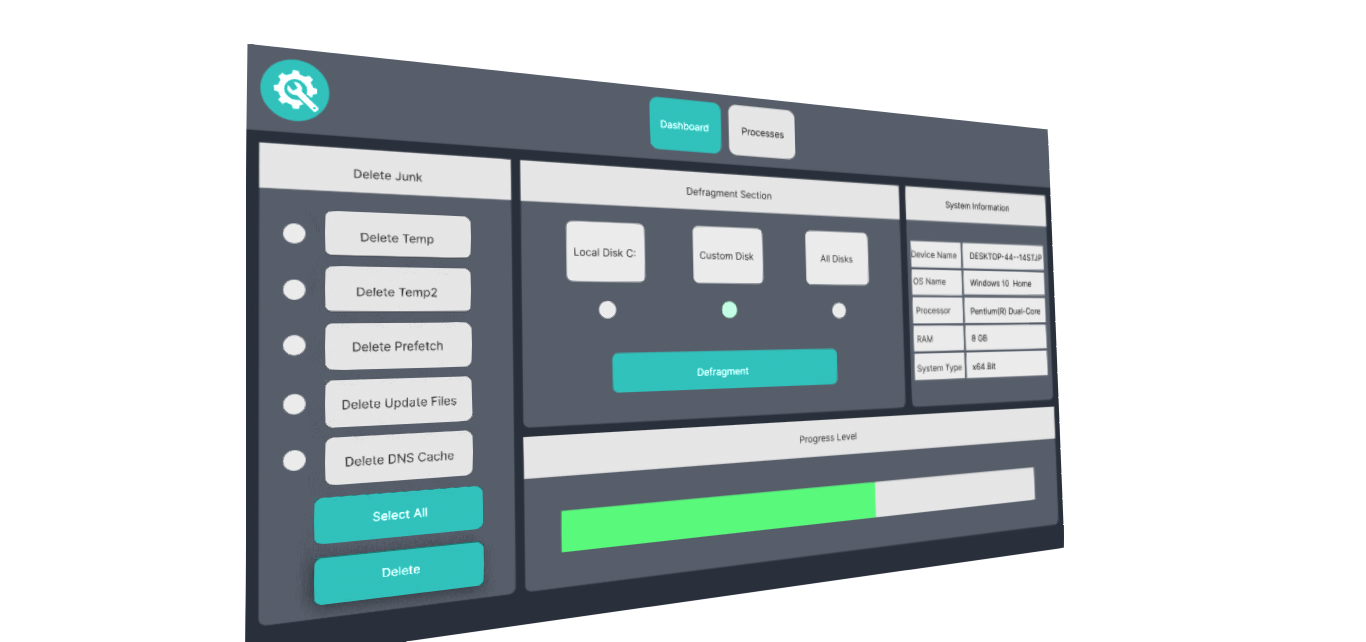 Dashboard
Processes
Delete Junk
Delete Temp
Delete Temp2
Delete Prefetch
Delete Update Files
Delete DNS Cache
Select All
Delete
Defragment Section
Local Disk C:
Custom Disk
All Disks
Defragment
System Information
Device Name DESKTOP-44--14STJP
OS Name Windows 10 Home
Processor Pentium(R) Dual-Core
RAM 8 GB
System Type x64 Bit
Progress Level